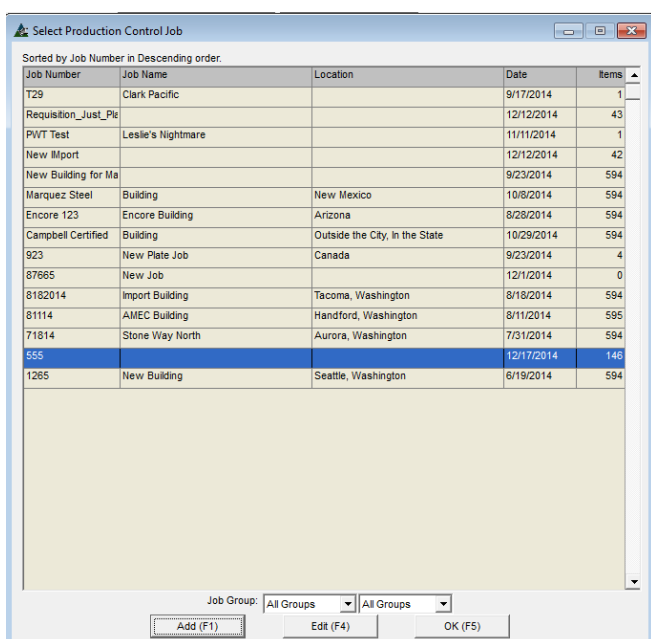 Select Production Control Job
Sorted by Job Number in Descending order.
Job Number Job Name Location Date Items
T29 Clark Pacific 9/17/2014 1
Requisition_Just_Pla 12/12/2014 43
PWT Test Leslie's Nightmare 11/11/2014 1
New IMport 12/12/2014 42
New Building for Ma 9/23/2014 594
Marquez Steel Building New Mexico 10/8/2014 594
Encore 123 Encore Building Arizona 8/28/2014 594
Campbell Certified Building Outside the City, In the State 10/29/2014 594
923 New Plate Job Canada 9/23/2014 4
87665 New Job 12/1/2014 0
8182014 Import Building Tacoma, Washington 8/18/2014 594
81114 AMEC Building Handford, Washington 8/11/2014 595
71814 Stone Way North Aurora, Washington 7/31/2014 594
555 12/17/2014 146
1265 New Building Seattle, Washington 6/19/2014 594
Job Group: All Groups All Groups
Add (F1) Edit (F4) OK (F5)